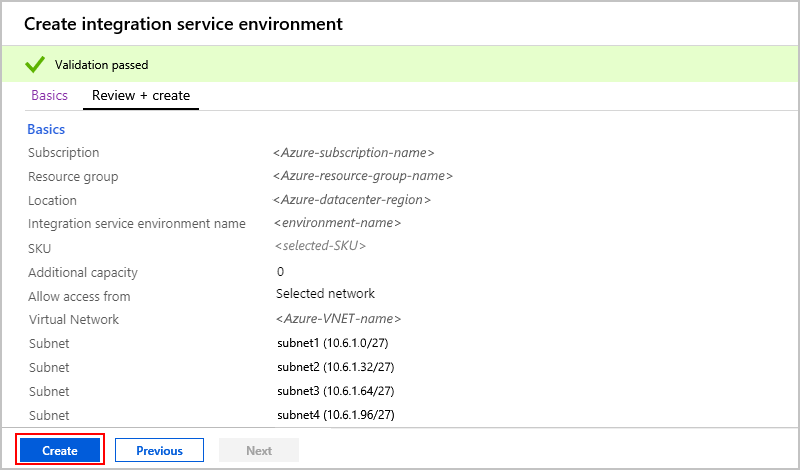 Create integration service environment
Validation passed
Basics Review + create
Basics
Subscription <Azure-subscription-name>
Resource group <Azure-resource-group-name>
Location <Azure-datacenter-region>
Integration service environment name <environment-name>
SKU <selected-SKU>
Additional capacity 0
Allow access from Selected network
Virtual Network <Azure-VNET-name>
Subnet subnet1 (10.6.1.0/27)
Subnet subnet2 (10.6.1.32/27)
Subnet subnet3 (10.6.1.64/27)
Subnet subnet4 (10.6.1.96/27)
Create Previous Next